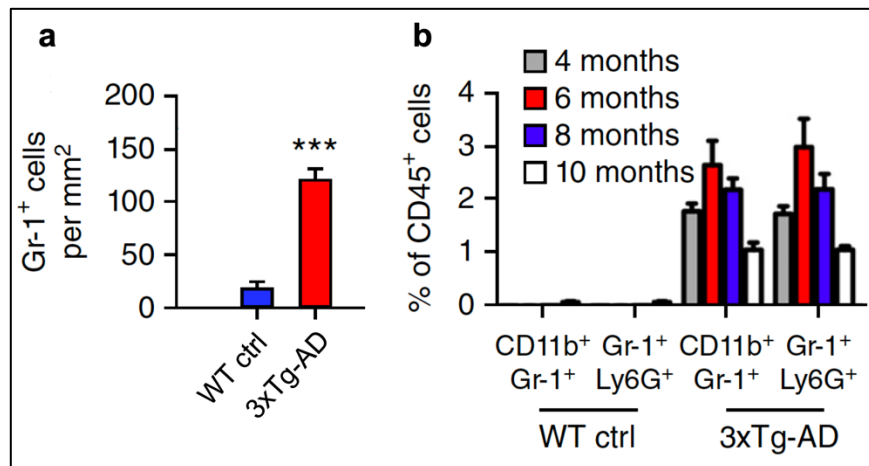 a
200
150
100
50
0
Gr-1⁺ cells
per mm²
***
WT ctrl
3xTg-AD
b
4 months
6 months
8 months
10 months
4
3
2
1
0
% of CD45⁺ cells
CD11b⁺ Gr-1⁺ CD11b⁺ Gr-1⁺
Gr-1⁺ Ly6G⁺ Gr-1⁺ Ly6G⁺
WT ctrl 3xTg-AD